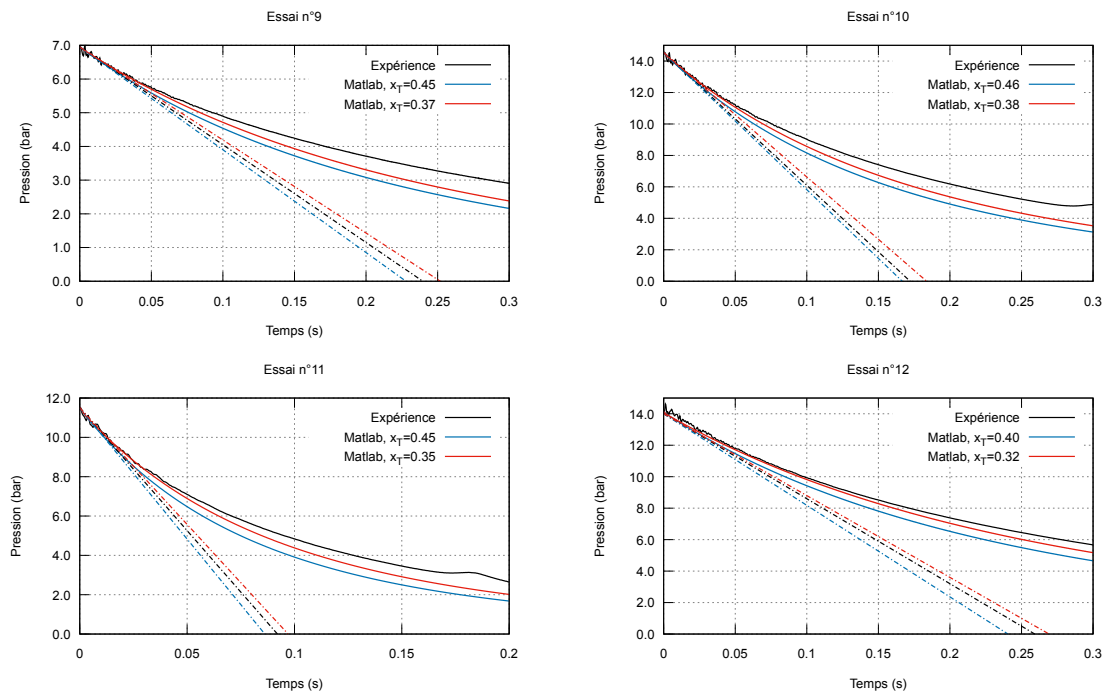 Essai n°9
7.0
6.0
5.0
4.0
3.0
2.0
1.0
0.0
Pression (bar)
Expérience
Matlab, x_T=0.45
Matlab, x_T=0.37
0 0.05 0.1 0.15 0.2 0.25 0.3
Temps (s)
Essai n°10
14.0
12.0
10.0
8.0
6.0
4.0
2.0
0.0
Pression (bar)
Expérience
Matlab, x_T=0.46
Matlab, x_T=0.38
0 0.05 0.1 0.15 0.2 0.25 0.3
Temps (s)
Essai n°11
12.0
10.0
8.0
6.0
4.0
2.0
0.0
Pression (bar)
Expérience
Matlab, x_T=0.45
Matlab, x_T=0.35
0 0.05 0.1 0.15 0.2
Temps (s)
Essai n°12
14.0
12.0
10.0
8.0
6.0
4.0
2.0
0.0
Pression (bar)
Expérience
Matlab, x_T=0.40
Matlab, x_T=0.32
0 0.05 0.1 0.15 0.2 0.25 0.3
Temps (s)